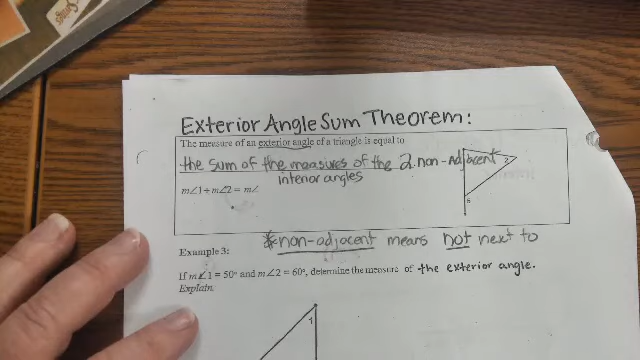 Exterior Angle Sum Theorem:
The measure of an exterior angle of a triangle is equal to
the sum of the measures of the 2 non-adjacent
interior angles
m∠1 + m∠2 = m∠
2
*non-adjacent means not next to
Example 3:
If m∠1 = 50° and m∠2 = 60°, determine the measure of the exterior angle.
Explain.
1